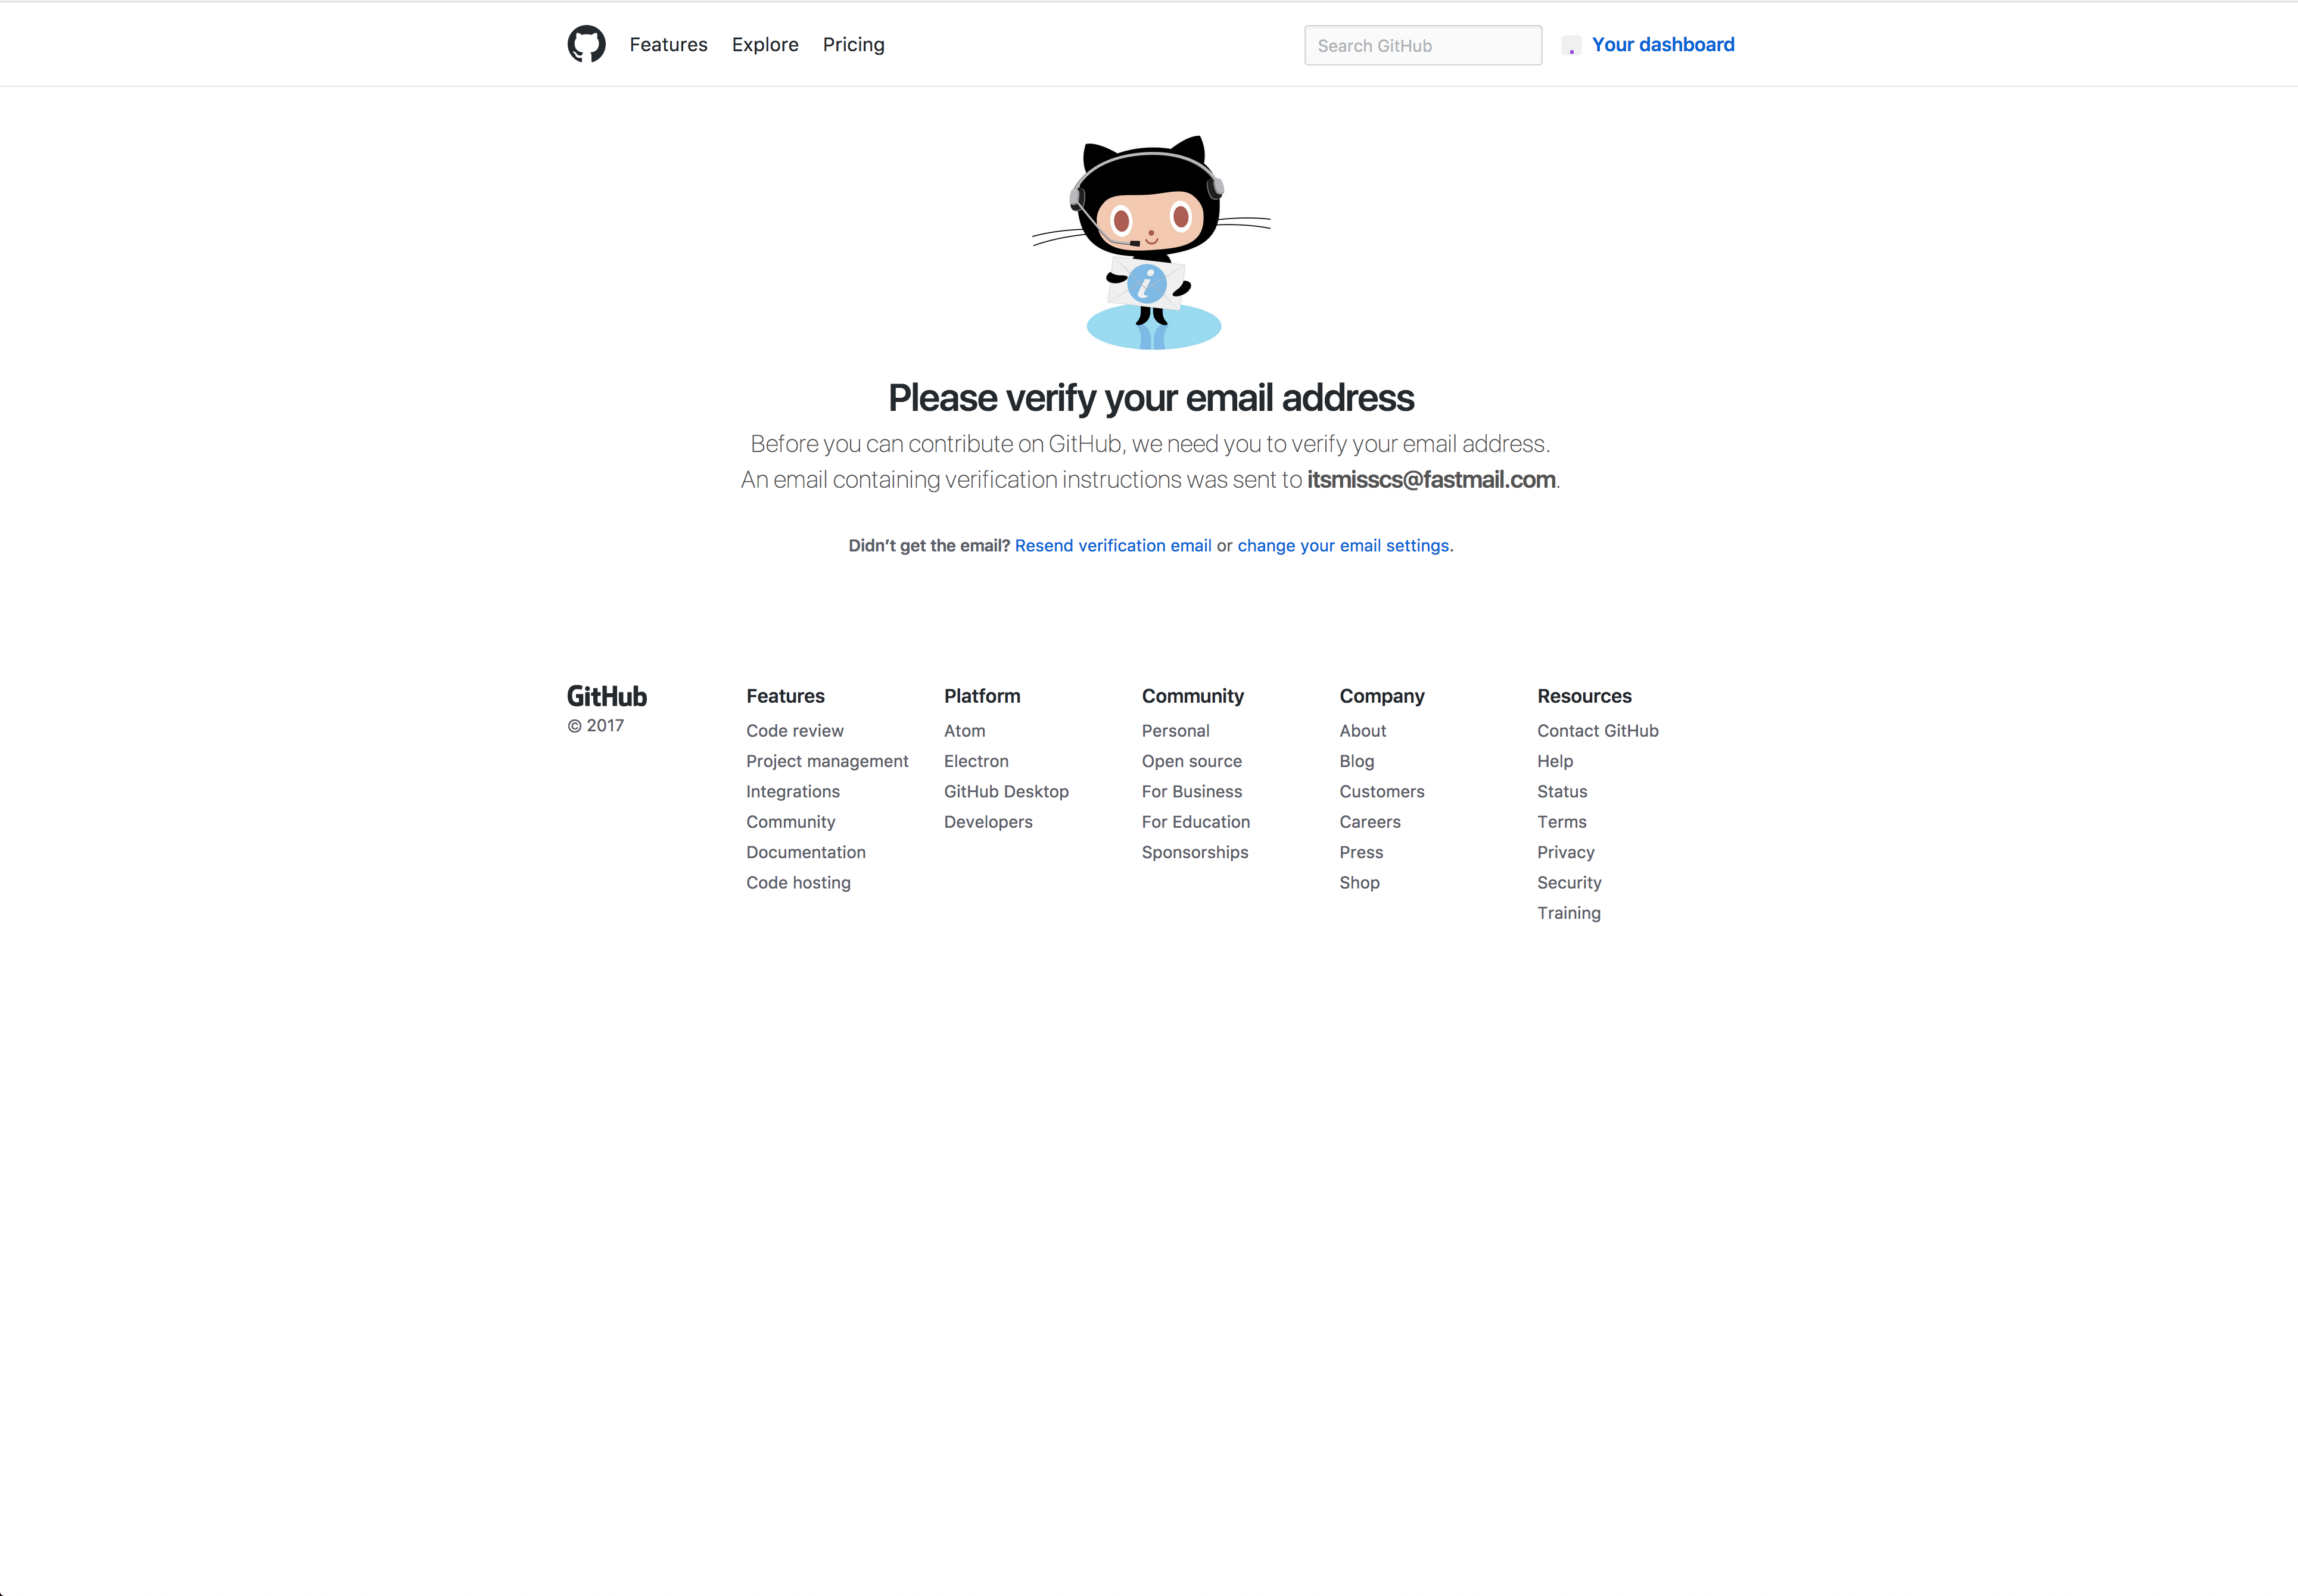 Features Explore Pricing
Search GitHub
Your dashboard
i
Please verify your email address
Before you can contribute on GitHub, we need you to verify your email address.
An email containing verification instructions was sent to itsmisscs@fastmail.com.
Didn’t get the email? Resend verification email or change your email settings.
GitHub
© 2017
Features
Code review
Project management
Integrations
Community
Documentation
Code hosting
Platform
Atom
Electron
GitHub Desktop
Developers
Community
Personal
Open source
For Business
For Education
Sponsorships
Company
About
Blog
Customers
Careers
Press
Shop
Resources
Contact GitHub
Help
Status
Terms
Privacy
Security
Training